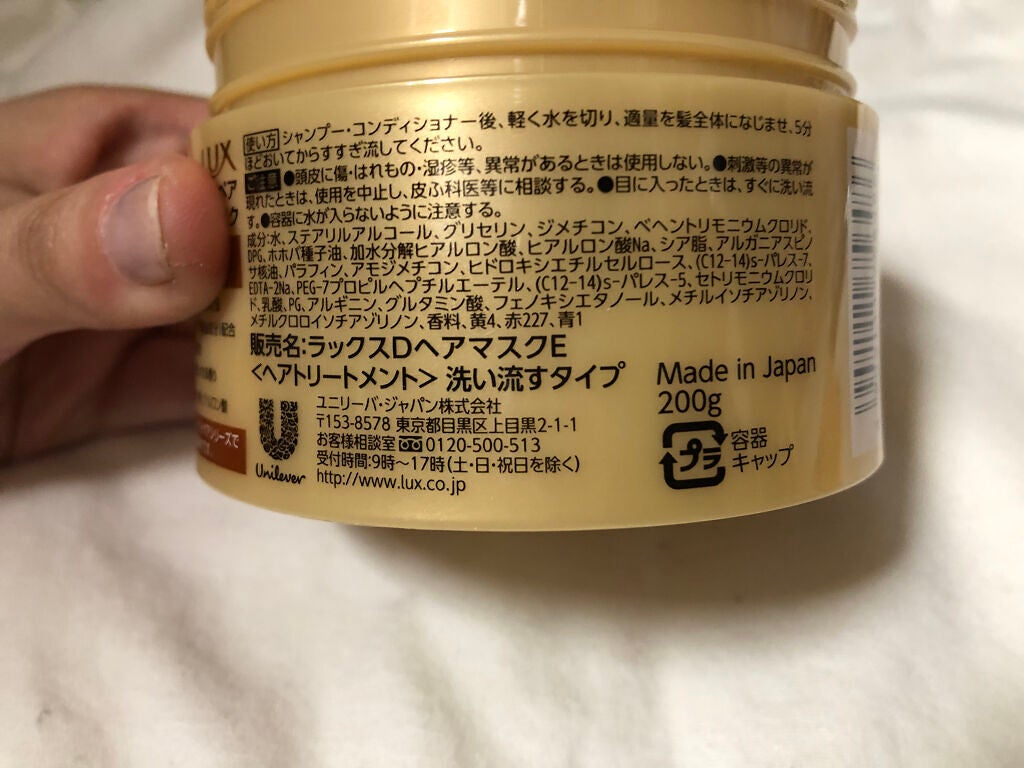 LUX
使い方 シャンプー・コンディショナー後、軽く水を切り、適量を髪全体になじませ、5分
ほどおいてからすすぎ流してください。
ご注意 ●頭皮に傷・はれもの・湿疹等、異常があるときは使用しない。●刺激等の異常が
現れたときは、使用を中止し、皮ふ科医等に相談する。●目に入ったときは、すぐに洗い流
す。●容器に水が入らないように注意する。
成分:水、ステアリルアルコール、グリセリン、ジメチコン、ベヘントリモニウムクロリド、
DPG、ホホバ種子油、加水分解ヒアルロン酸、ヒアルロン酸Na、シア脂、アルガニアスピノ
サ核油、パラフィン、アモジメチコン、ヒドロキシエチルセルロース、(C12-14)s-パレス-7、
EDTA-2Na、PEG-7プロピルヘプチルエーテル、(C12-14)s-パレス-5、セトリモニウムクロリ
ド、乳酸、PG、アルギニン、グルタミン酸、フェノキシエタノール、メチルイソチアゾリノン、
メチルクロロイソチアゾリノン、香料、黄4、赤227、青1
販売名:ラックスDヘアマスクE
<ヘアトリートメント> 洗い流すタイプ
Unilever
ユニリーバ・ジャパン株式会社
〒153-8578 東京都目黒区上目黒2-1-1
お客様相談室 0120-500-513
受付時間:9時～17時(土・日・祝日を除く)
http://www.lux.co.jp
Made in Japan
200g
プラ
容器
キャップ